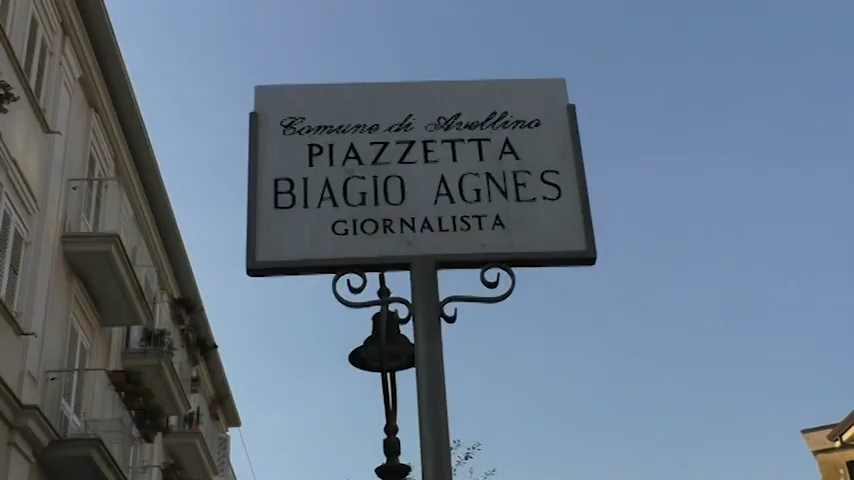 Comune di Avellino
PIAZZETTA
BIAGIO AGNES
GIORNALISTA